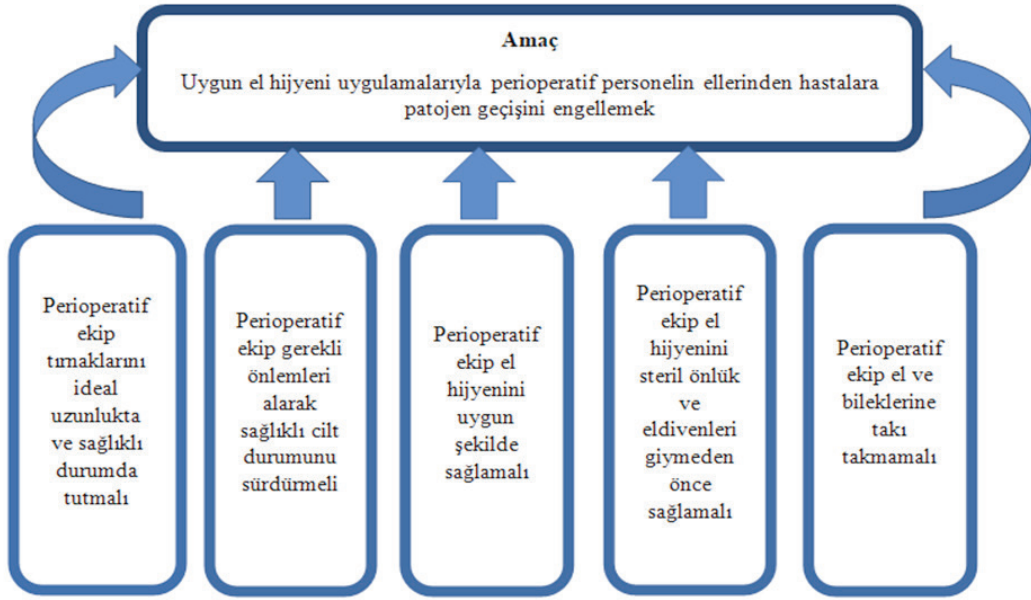 Amaç
Uygun el hijyeni uygulamalarıyla perioperatif personelin ellerinden hastalara
patojen geçişini engellemek
Perioperatif
ekip
tırnaklarını
ideal
uzunlukta
ve sağlıklı
durumda
tutmalı
Perioperatif
ekip gerekli
önlemleri
alarak
sağlıklı cilt
durumunu
sürdürmeli
Perioperatif
ekip el
hijyenini
uygun
şekilde
sağlamalı
Perioperatif
ekip el
hijyenini
steril önlük
ve
eldivenleri
giymeden
önce
sağlamalı
Perioperatif
ekip el ve
bileklerine
takı
takmamalı